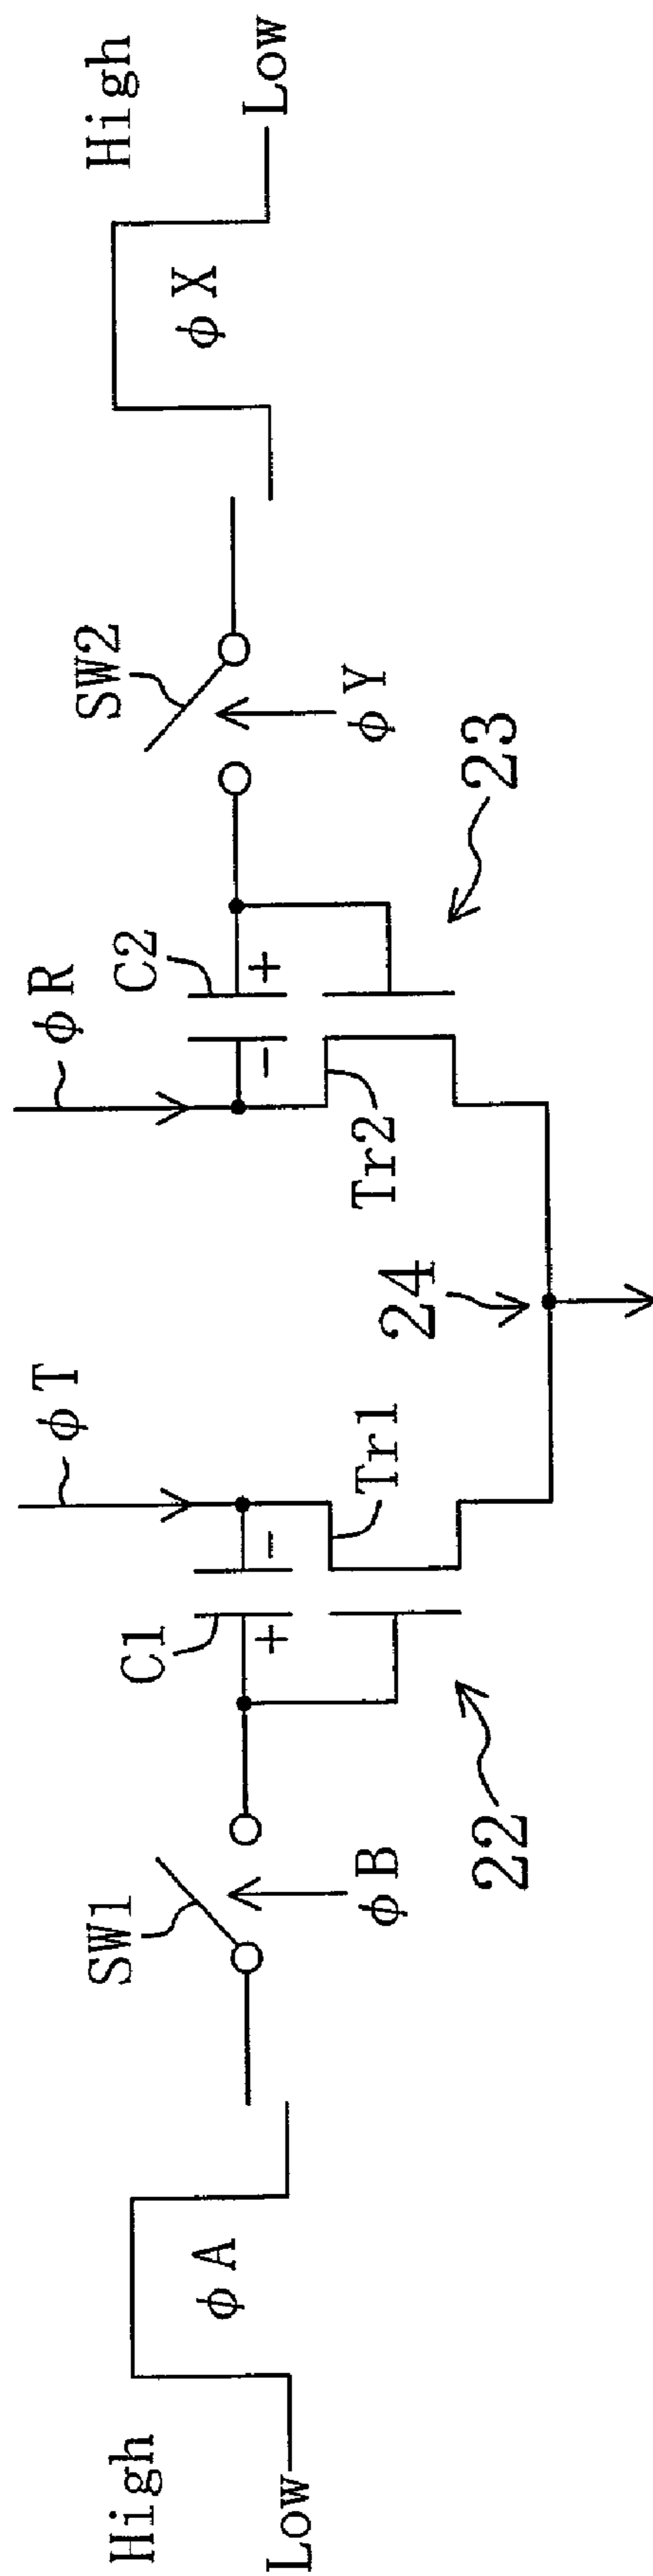 High
Low
φA
SW1
φB
22
C1
+
-
φT
Tr1
24
φR
C2
-
+
Tr2
23
SW2
φY
φX
High
Low